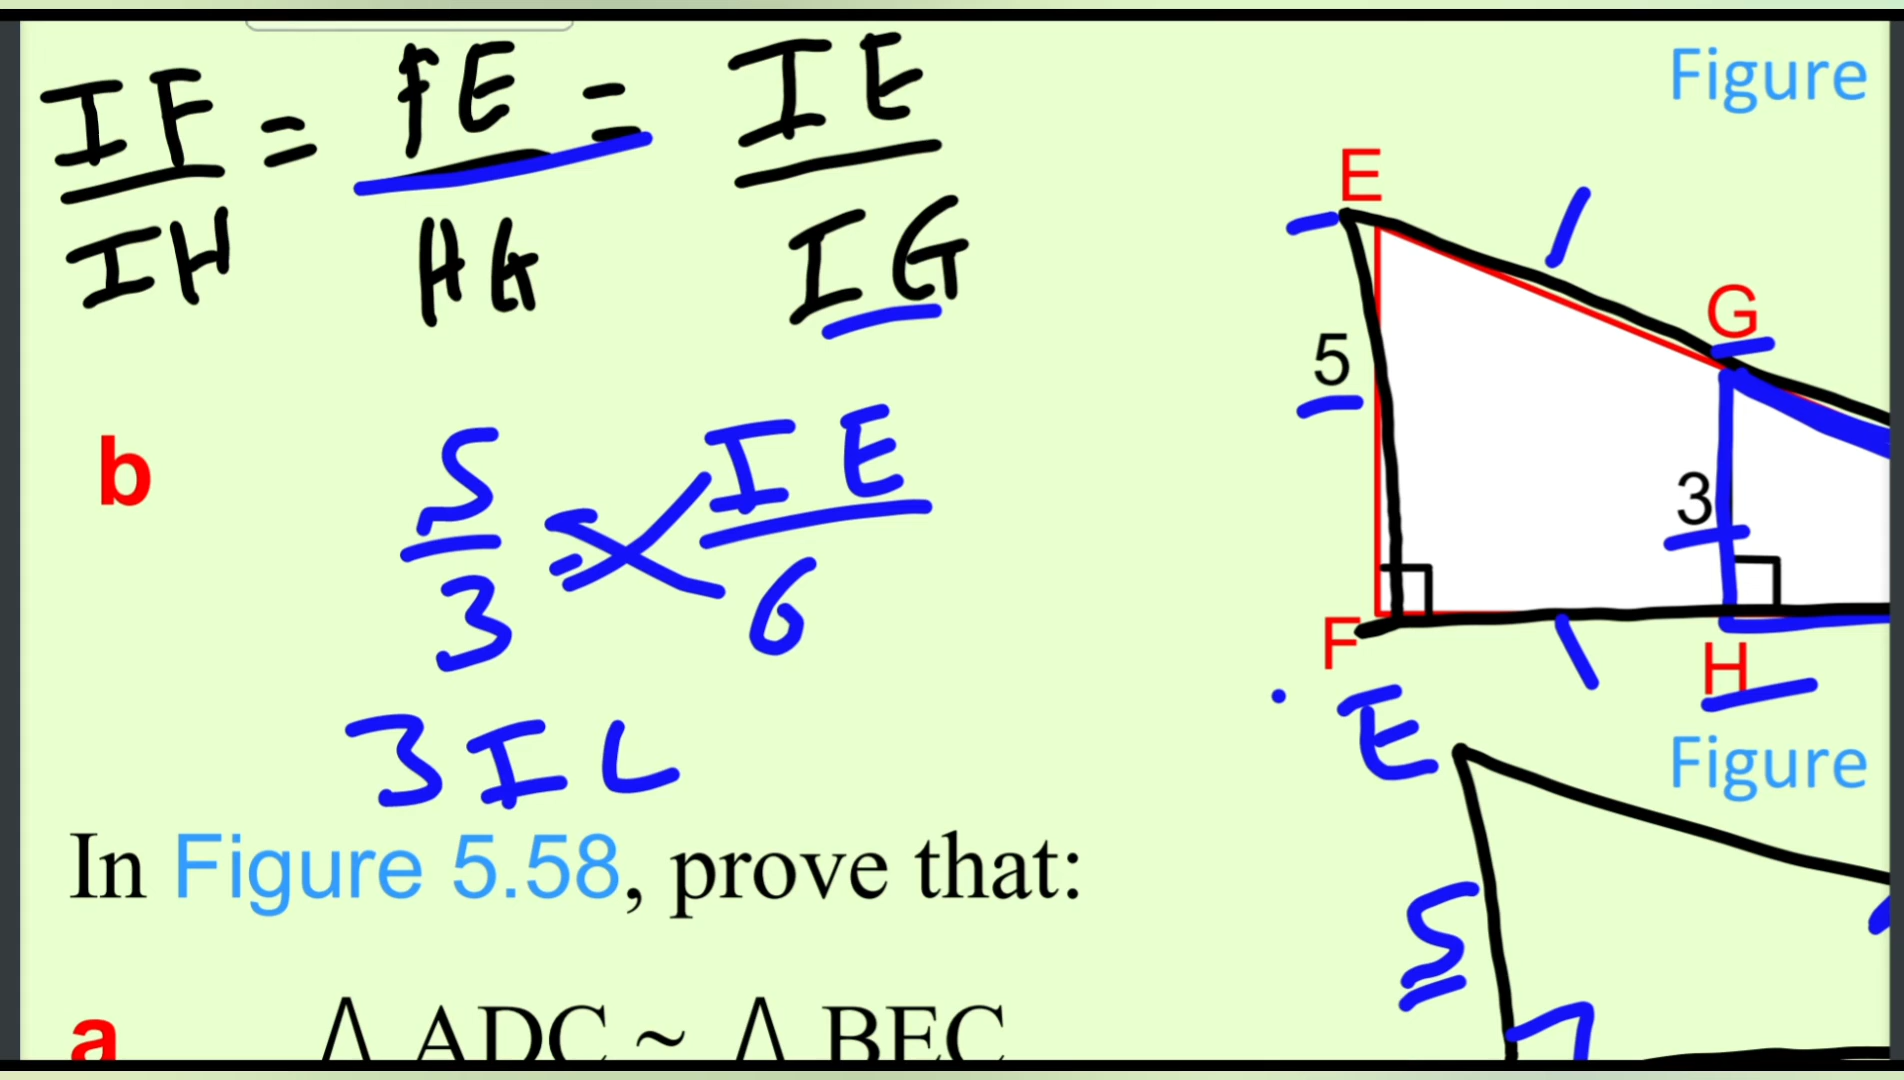 IF/IH = FE/HG = IE/IG
Figure
E
G
5
3
b
5/3 = IE/6
F
H
3 I L
E
Figure
In Figure 5.58, prove that:
5
a Δ ADC ~ Δ BEC